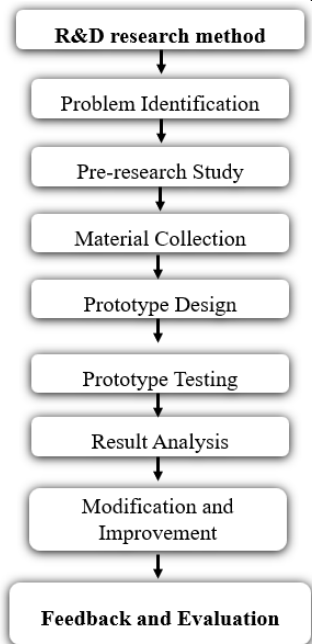 R&D research method
Problem Identification
Pre-research Study
Material Collection
Prototype Design
Prototype Testing
Result Analysis
Modification and
Improvement
Feedback and Evaluation